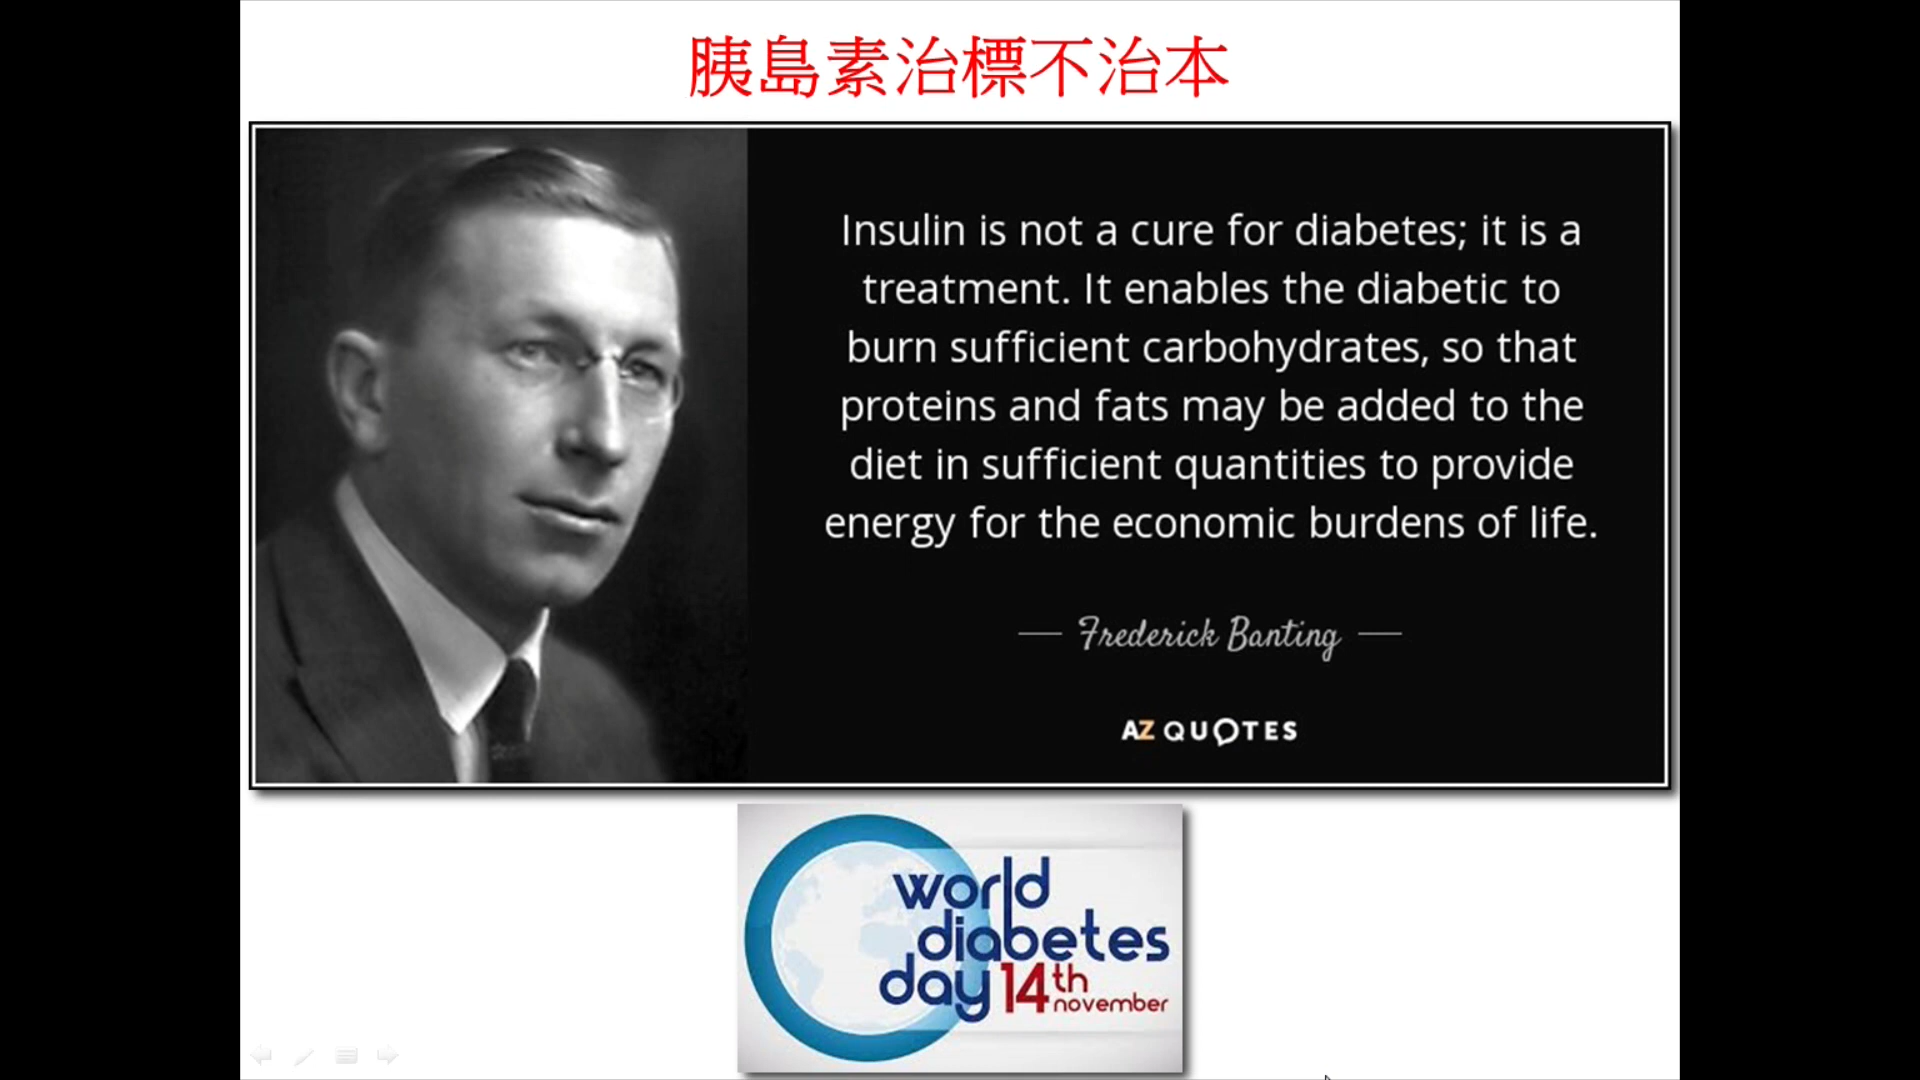 胰島素治標不治本
Insulin is not a cure for diabetes; it is a
treatment. It enables the diabetic to
burn sufficient carbohydrates, so that
proteins and fats may be added to the
diet in sufficient quantities to provide
energy for the economic burdens of life.
Frederick Banting
AZ QUOTES
world
diabetes
day 14th
november